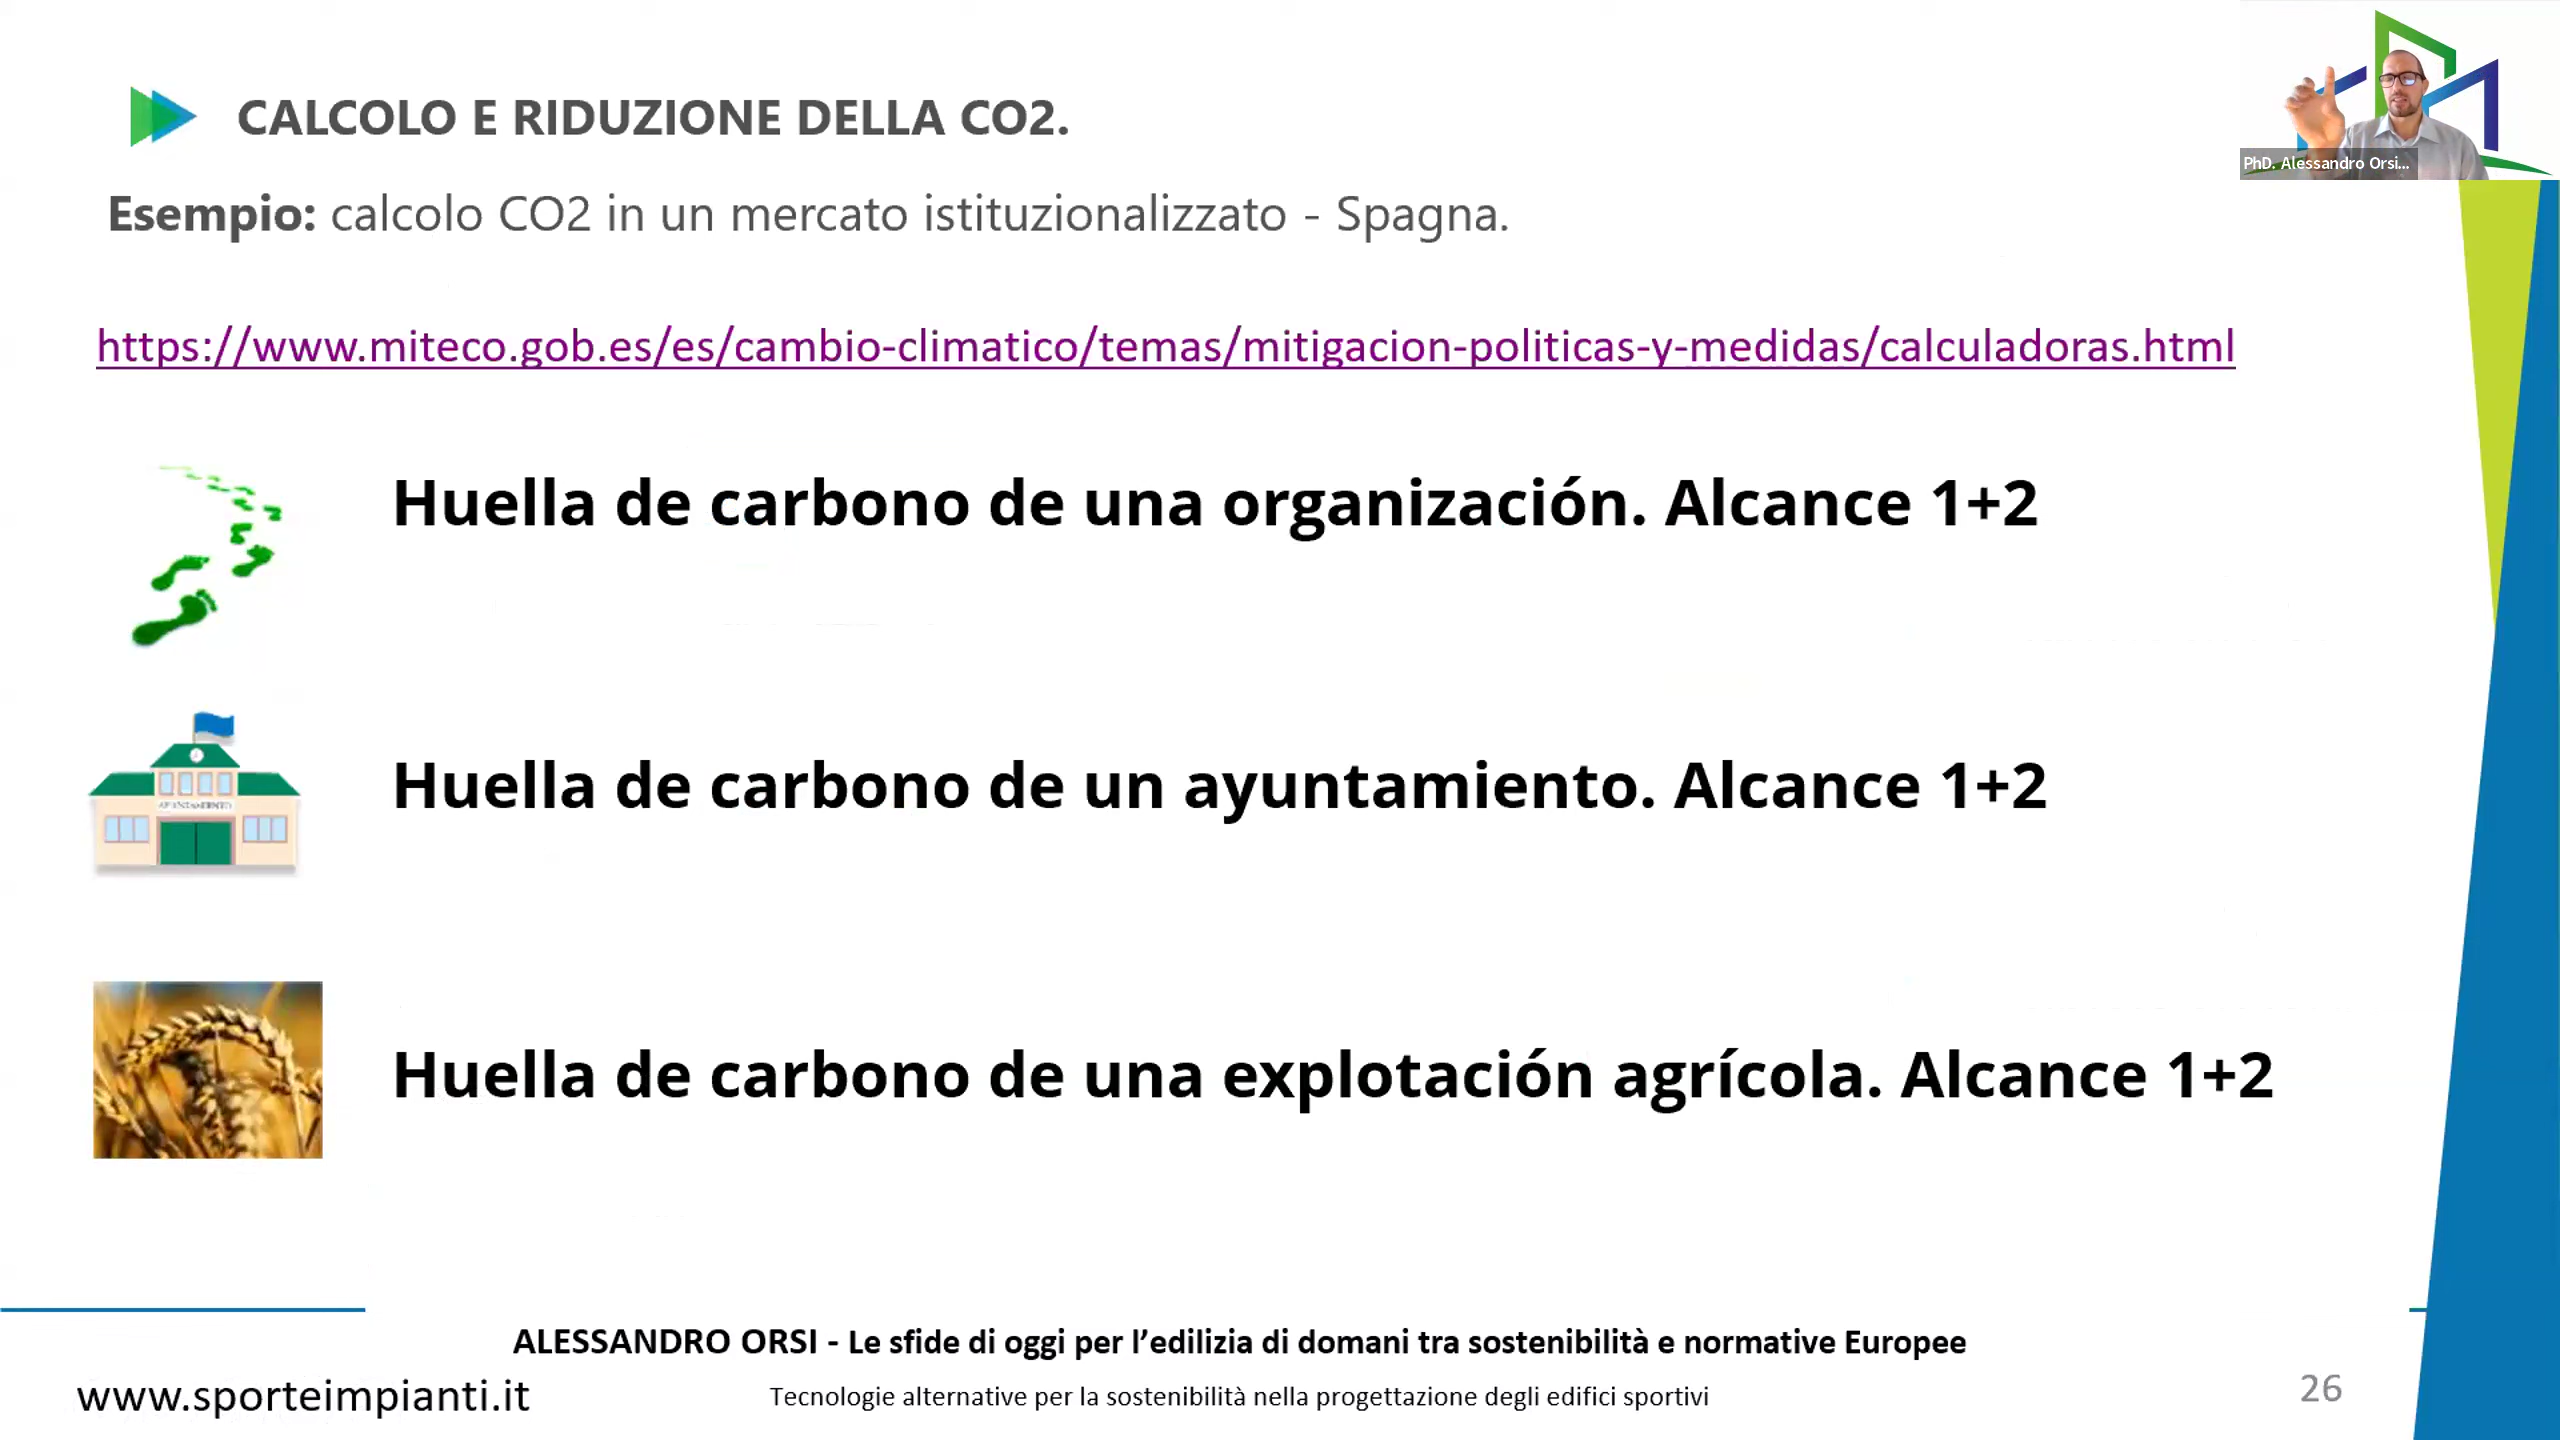 CALCOLO E RIDUZIONE DELLA CO2.
PhD. Alessandro Orsi...
Esempio: calcolo CO2 in un mercato istituzionalizzato - Spagna.
https://www.miteco.gob.es/es/cambio-climatico/temas/mitigacion-politicas-y-medidas/calculadoras.html
Huella de carbono de una organización. Alcance 1+2
AYUNTAMIENTO
Huella de carbono de un ayuntamiento. Alcance 1+2
Huella de carbono de una explotación agrícola. Alcance 1+2
ALESSANDRO ORSI - Le sfide di oggi per l’edilizia di domani tra sostenibilità e normative Europee
www.sporteimpianti.it
Tecnologie alternative per la sostenibilità nella progettazione degli edifici sportivi
26